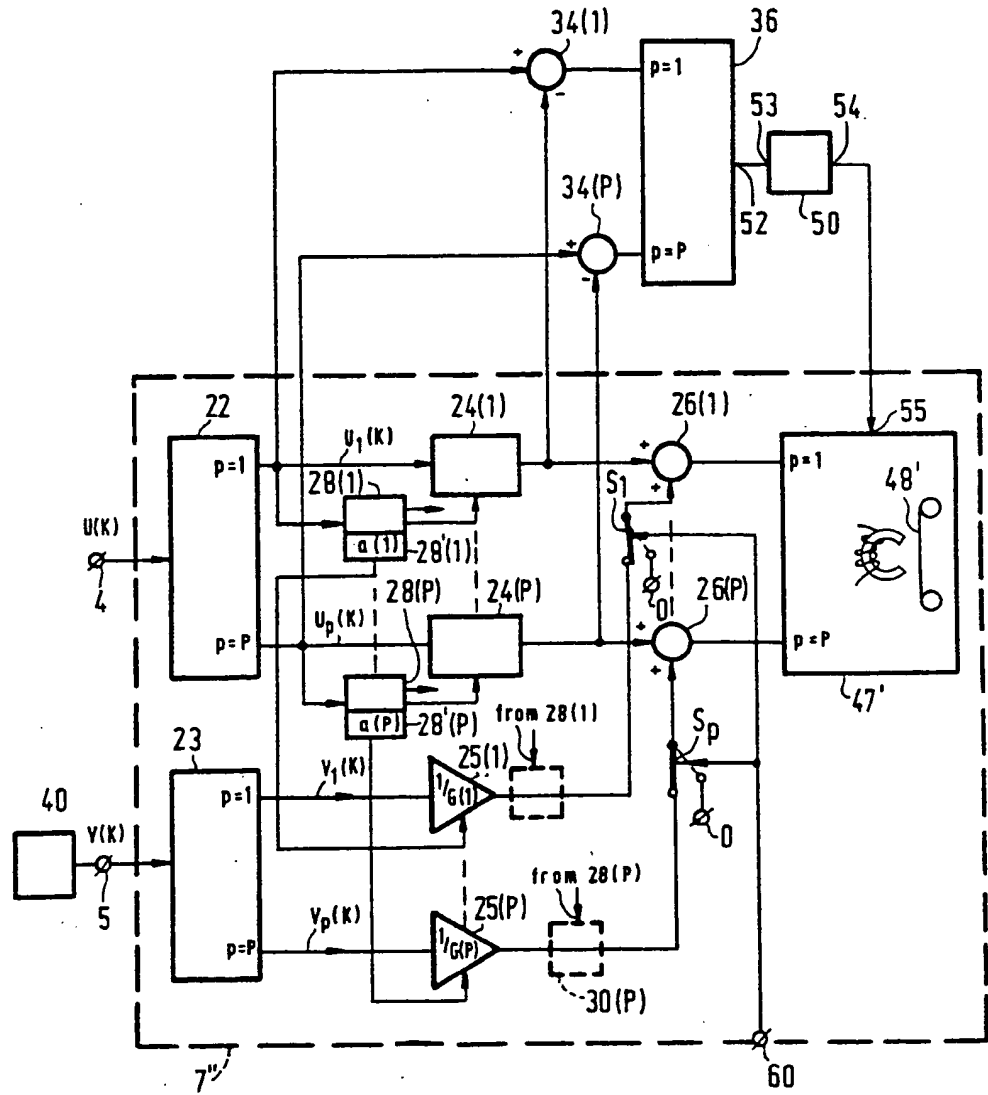 34(1)
36
+
p=1
-
53
54
34(P)
52
50
+
p=P
-
22
24(1)
26(1)
55
p=1
U₁(K)
+
p=1
48'
28(1)
+
S₁
U(K)
a(1)
28'(1)
4
28(P)
24(P)
0
26(P)
Uₚ(K)
+
p=P
p=P
+
47'
a(P)
28'(P)
from 28(1)
Sₚ
23
25(1)
V₁(K)
p=1
1/G(1)
40
V(K)
0
5
from 28(P)
25(P)
Vₚ(K)
p=P
1/G(P)
30(P)
7"
60